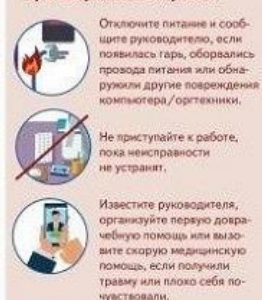 Отключите питание и сооб-
щите руководителю, если
появилась гарь, оборвались
провода питания или обна-
ружили другие повреждения
компьютера/оргтехники.
Не приступайте к работе,
пока неисправности
не устранят.
Известите руководителя,
организуйте первую довра-
чебную помощь или вызо-
вите скорую медицинскую
помощь, если получили
травму или плохо себя по-
чувствовали.